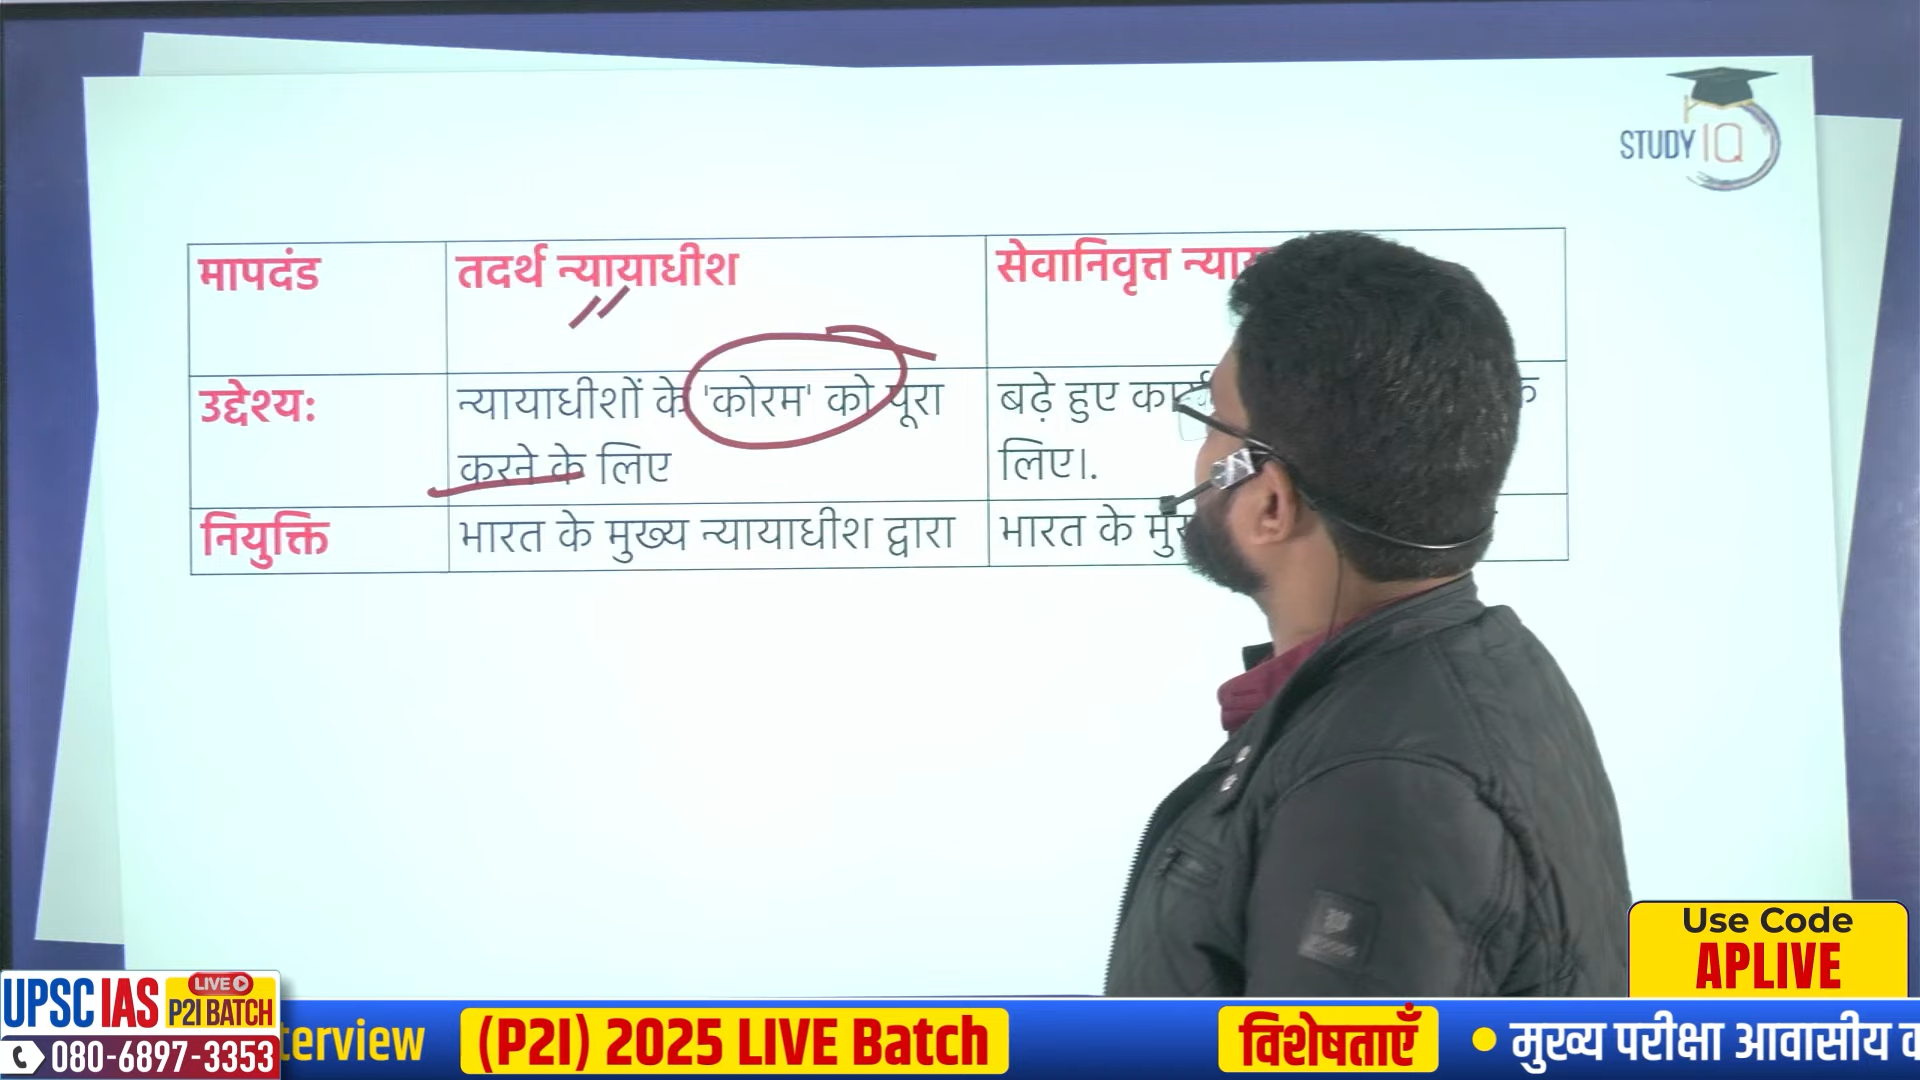 STUDY IQ
मापदंड
तदर्थ न्यायाधीश
सेवानिवृत्त
उद्देश्य:
न्यायाधीशों के 'कोरम' को पूरा
करने के लिए
बढ़े हुए
लिए।.
नियुक्ति
भारत के मुख्य न्यायाधीश द्वारा
भारत के
Use Code
APLIVE
UPSC IAS
LIVE
P2I BATCH
080-6897-3353
terview
(P2I) 2025 LIVE Batch
विशेषताएँ
• मुख्य परीक्षा आवासीय